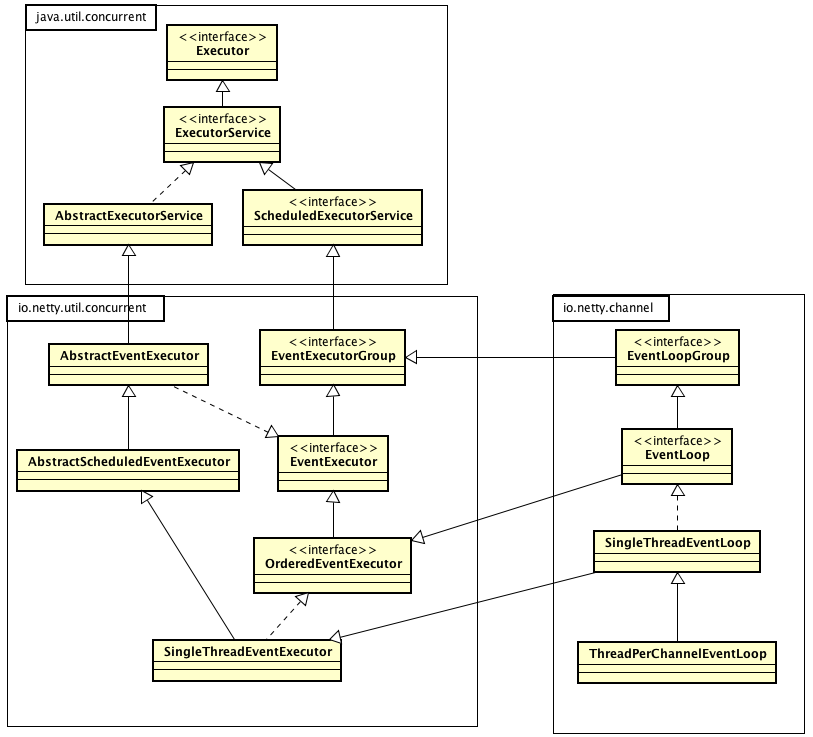 java.util.concurrent
<<interface>>
Executor
<<interface>>
ExecutorService
AbstractExecutorService
<<interface>>
ScheduledExecutorService
io.netty.util.concurrent
AbstractEventExecutor
<<interface>>
EventExecutorGroup
AbstractScheduledEventExecutor
<<interface>>
EventExecutor
<<interface>>
OrderedEventExecutor
SingleThreadEventExecutor
io.netty.channel
<<interface>>
EventLoopGroup
<<interface>>
EventLoop
SingleThreadEventLoop
ThreadPerChannelEventLoop